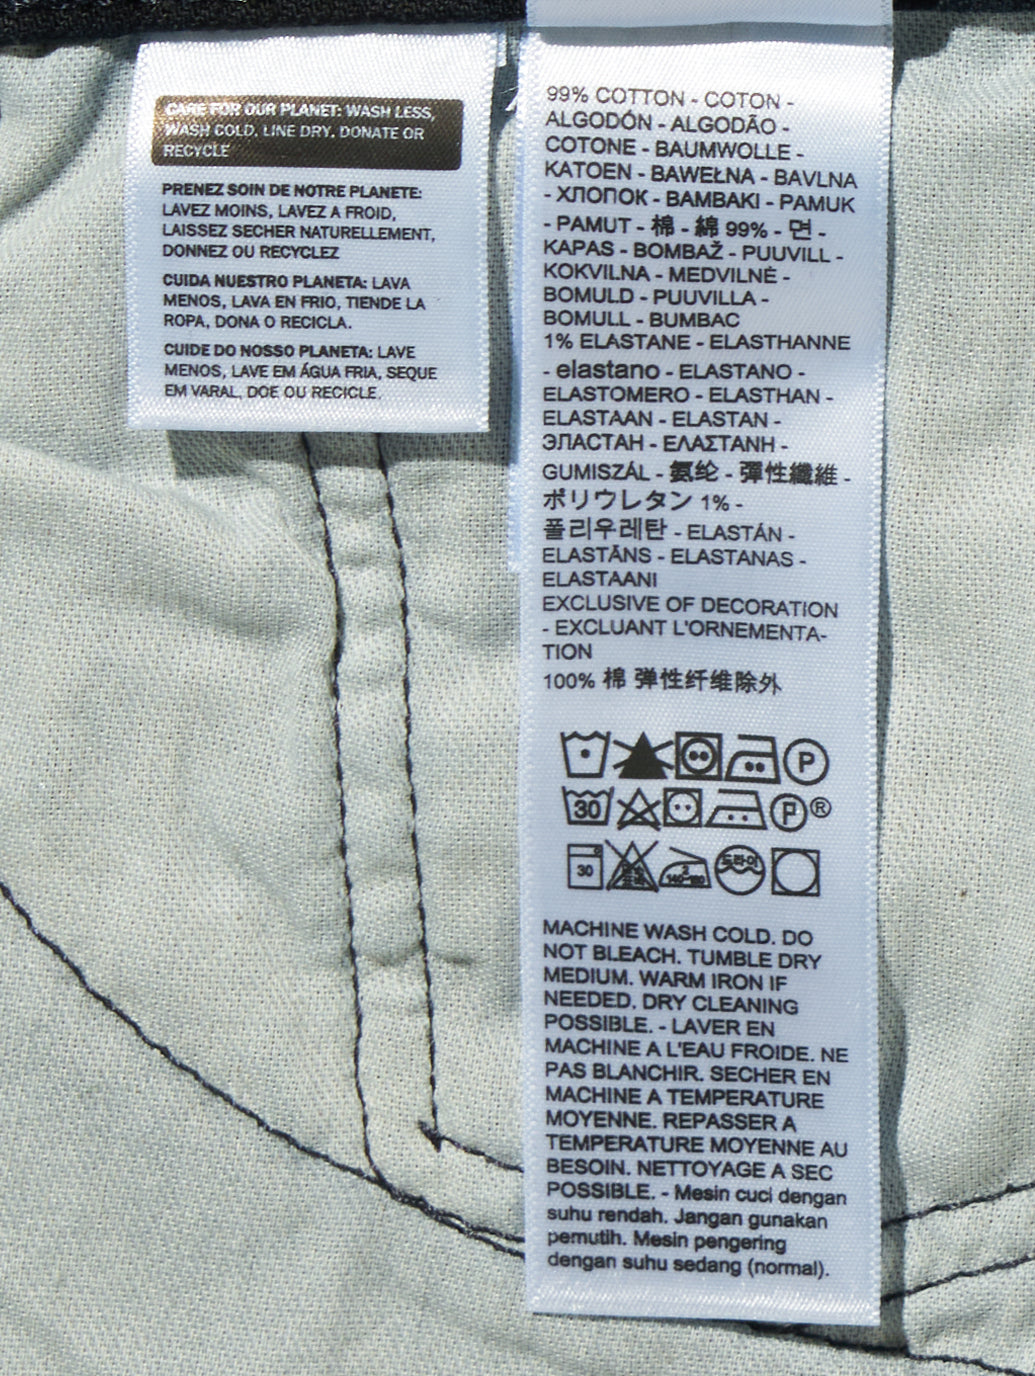 CARE FOR OUR PLANET: WASH LESS,
WASH COLD, LINE DRY, DONATE OR
RECYCLE
PRENEZ SOIN DE NOTRE PLANETE:
LAVEZ MOINS, LAVEZ A FROID,
LAISSEZ SECHER NATURELLEMENT,
DONNEZ OU RECYCLEZ
CUIDA NUESTRO PLANETA: LAVA
MENOS, LAVA EN FRIO, TIENDE LA
ROPA, DONA O RECICLA.
CUIDE DO NOSSO PLANETA: LAVE
MENOS, LAVE EM ÁGUA FRIA, SEQUE
EM VARAL, DOE OU RECICLE.
99% COTTON - COTON -
ALGODÓN - ALGODÃO -
COTONE - BAUMWOLLE -
KATOEN - BAWEŁNA - BAVLNA
- ХЛОПОК - BAMBAKI - PAMUK
- PAMUT - 棉 - 綿 99% - 면 -
KAPAS - BOMBAŽ - PUUVILL -
KOKVILNA - MEDVILNĖ -
BOMULD - PUUVILLA -
BOMULL - BUMBAC
1% ELASTANE - ELASTHANNE
- elastano - ELASTANO -
ELASTOMERO - ELASTHAN -
ELASTAAN - ELASTAN -
ЭЛАСТАН - ΕΛΑΣΤΑΝΗ -
GUMISZÁL - 氨纶 - 彈性纖維 -
ポリウレタン 1% -
폴리우레탄 - ELASTÁN -
ELASTĀNS - ELASTANAS -
ELASTAANI
EXCLUSIVE OF DECORATION
- EXCLUANT L'ORNEMENTA-
TION
100% 棉 弹性纤维除外
P
30 P ®
30 2 140~160 드라이
MACHINE WASH COLD. DO
NOT BLEACH. TUMBLE DRY
MEDIUM. WARM IRON IF
NEEDED. DRY CLEANING
POSSIBLE. - LAVER EN
MACHINE A L'EAU FROIDE. NE
PAS BLANCHIR. SECHER EN
MACHINE A TEMPERATURE
MOYENNE. REPASSER A
TEMPERATURE MOYENNE AU
BESOIN. NETTOYAGE A SEC
POSSIBLE. - Mesin cuci dengan
suhu rendah. Jangan gunakan
pemutih. Mesin pengering
dengan suhu sedang (normal).